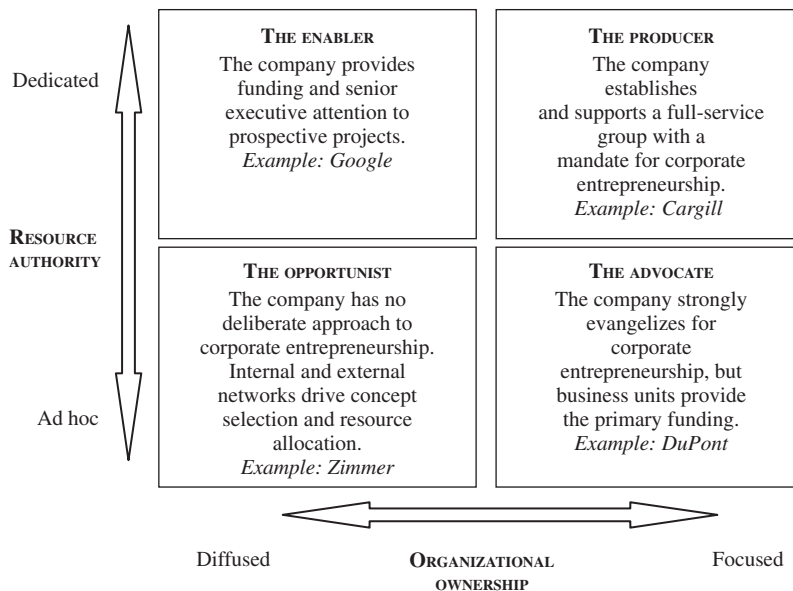 THE ENABLER
The company provides
funding and senior
executive attention to
prospective projects.
Example: Google
THE PRODUCER
The company
establishes
and supports a full-service
group with a
mandate for corporate
entrepreneurship.
Example: Cargill
Dedicated
RESOURCE
AUTHORITY
Ad hoc
THE OPPORTUNIST
The company has no
deliberate approach to
corporate entrepreneurship.
Internal and external
networks drive concept
selection and resource
allocation.
Example: Zimmer
THE ADVOCATE
The company strongly
evangelizes for
corporate
entrepreneurship, but
business units provide
the primary funding.
Example: DuPont
Diffused
ORGANIZATIONAL
OWNERSHIP
Focused